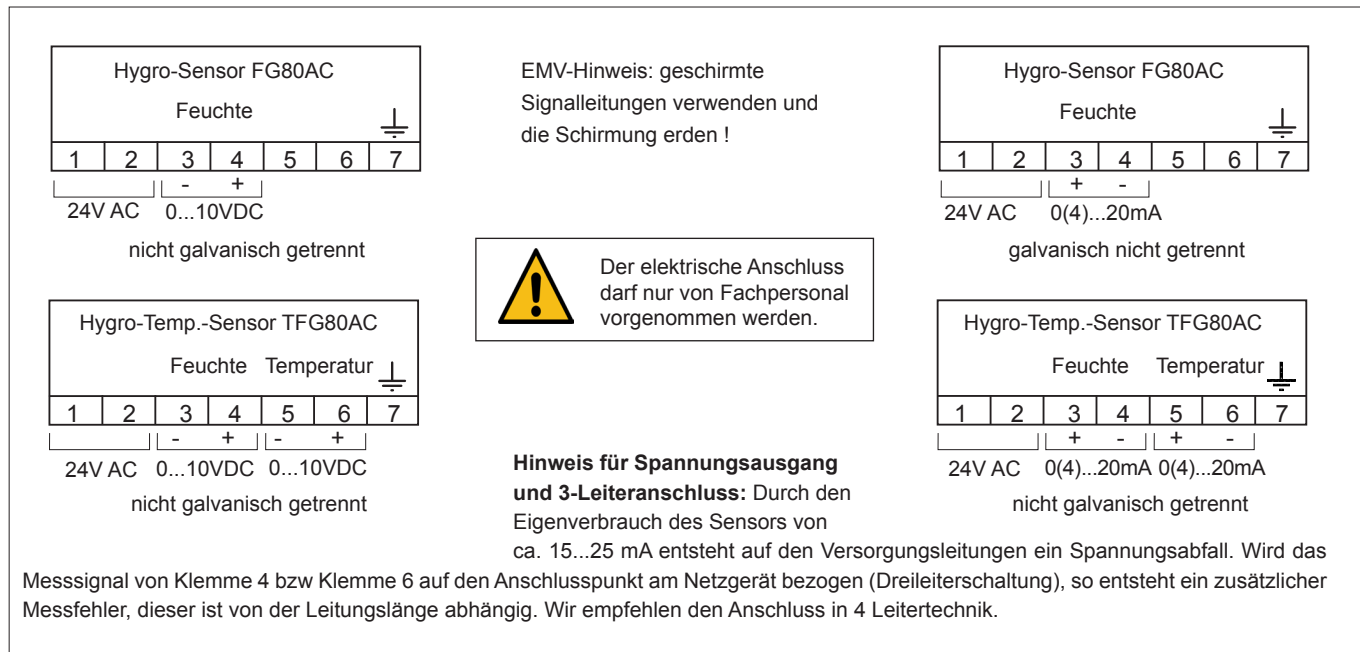 Hygro-Sensor FG80AC
Feuchte
1 2 3 4 5 6 7
- +
24V AC 0...10VDC
nicht galvanisch getrennt
EMV-Hinweis: geschirmte
Signalleitungen verwenden und
die Schirmung erden !
Hygro-Sensor FG80AC
Feuchte
1 2 3 4 5 6 7
+ -
24V AC 0(4)...20mA
galvanisch nicht getrennt
Der elektrische Anschluss
darf nur von Fachpersonal
vorgenommen werden.
Hygro-Temp.-Sensor TFG80AC
Feuchte Temperatur
1 2 3 4 5 6 7
- + - +
24V AC 0...10VDC 0...10VDC
nicht galvanisch getrennt
Hygro-Temp.-Sensor TFG80AC
Feuchte Temperatur
1 2 3 4 5 6 7
+ - + -
24V AC 0(4)...20mA 0(4)...20mA
nicht galvanisch getrennt
Hinweis für Spannungsausgang
und 3-Leiteranschluss: Durch den
Eigenverbrauch des Sensors von
ca. 15...25 mA entsteht auf den Versorgungsleitungen ein Spannungsabfall. Wird das
Messsignal von Klemme 4 bzw Klemme 6 auf den Anschlusspunkt am Netzgerät bezogen (Dreileiterschaltung), so entsteht ein zusätzlicher
Messfehler, dieser ist von der Leitungslänge abhängig. Wir empfehlen den Anschluss in 4 Leitertechnik.